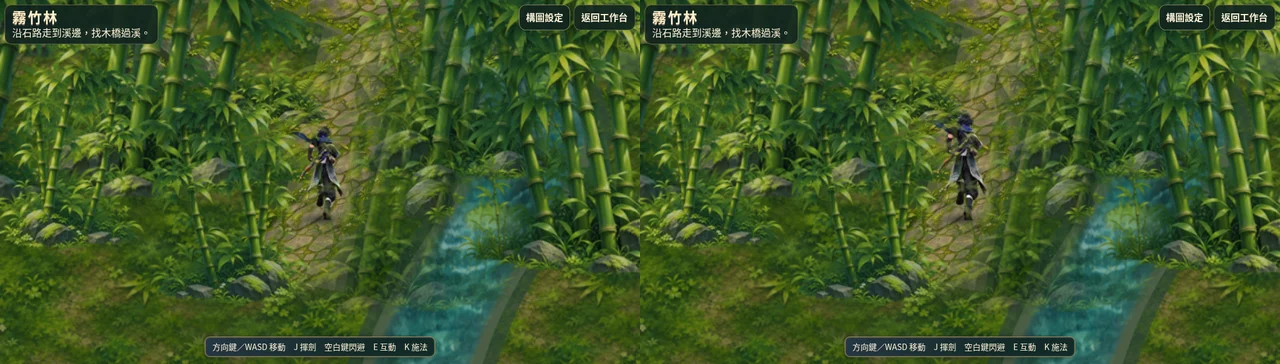 霧竹林
沿石路走到溪邊，找木橋過溪。
構圖設定
返回工作台
方向鍵／WASD 移動　J 揮劍　空白鍵閃避　E 互動　K 施法
霧竹林
沿石路走到溪邊，找木橋過溪。
構圖設定
返回工作台
方向鍵／WASD 移動　J 揮劍　空白鍵閃避　E 互動　K 施法